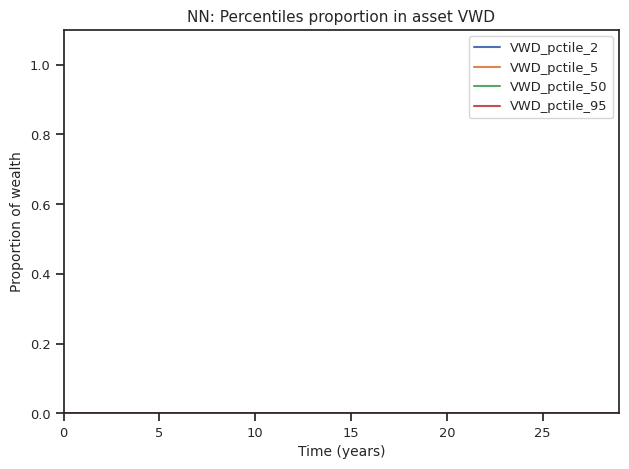 NN: Percentiles proportion in asset VWD
VWD_pctile_2
VWD_pctile_5
VWD_pctile_50
VWD_pctile_95
Proportion of wealth
1.0
0.8
0.6
0.4
0.2
0.0
0 5 10 15 20 25
Time (years)